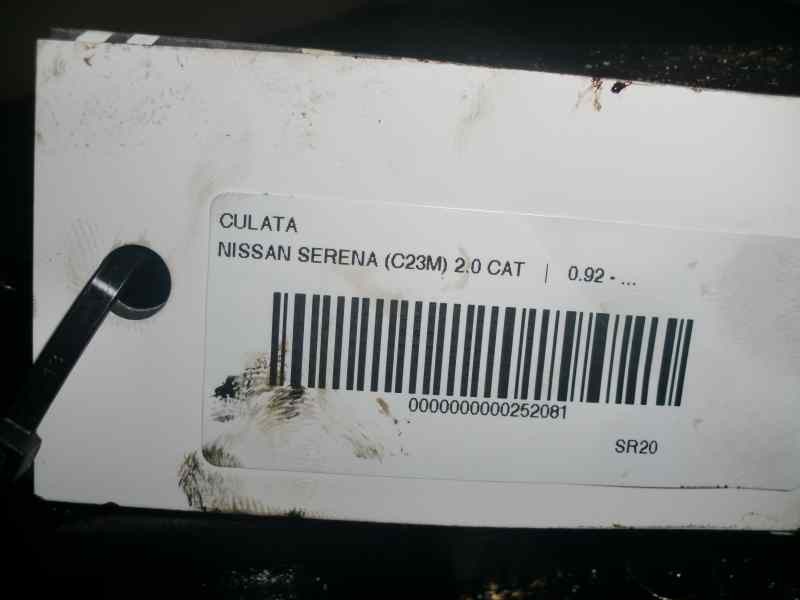 CULATA
NISSAN SERENA (C23M) 2.0 CAT | 0.92 - ...
0000000000252081
SR20